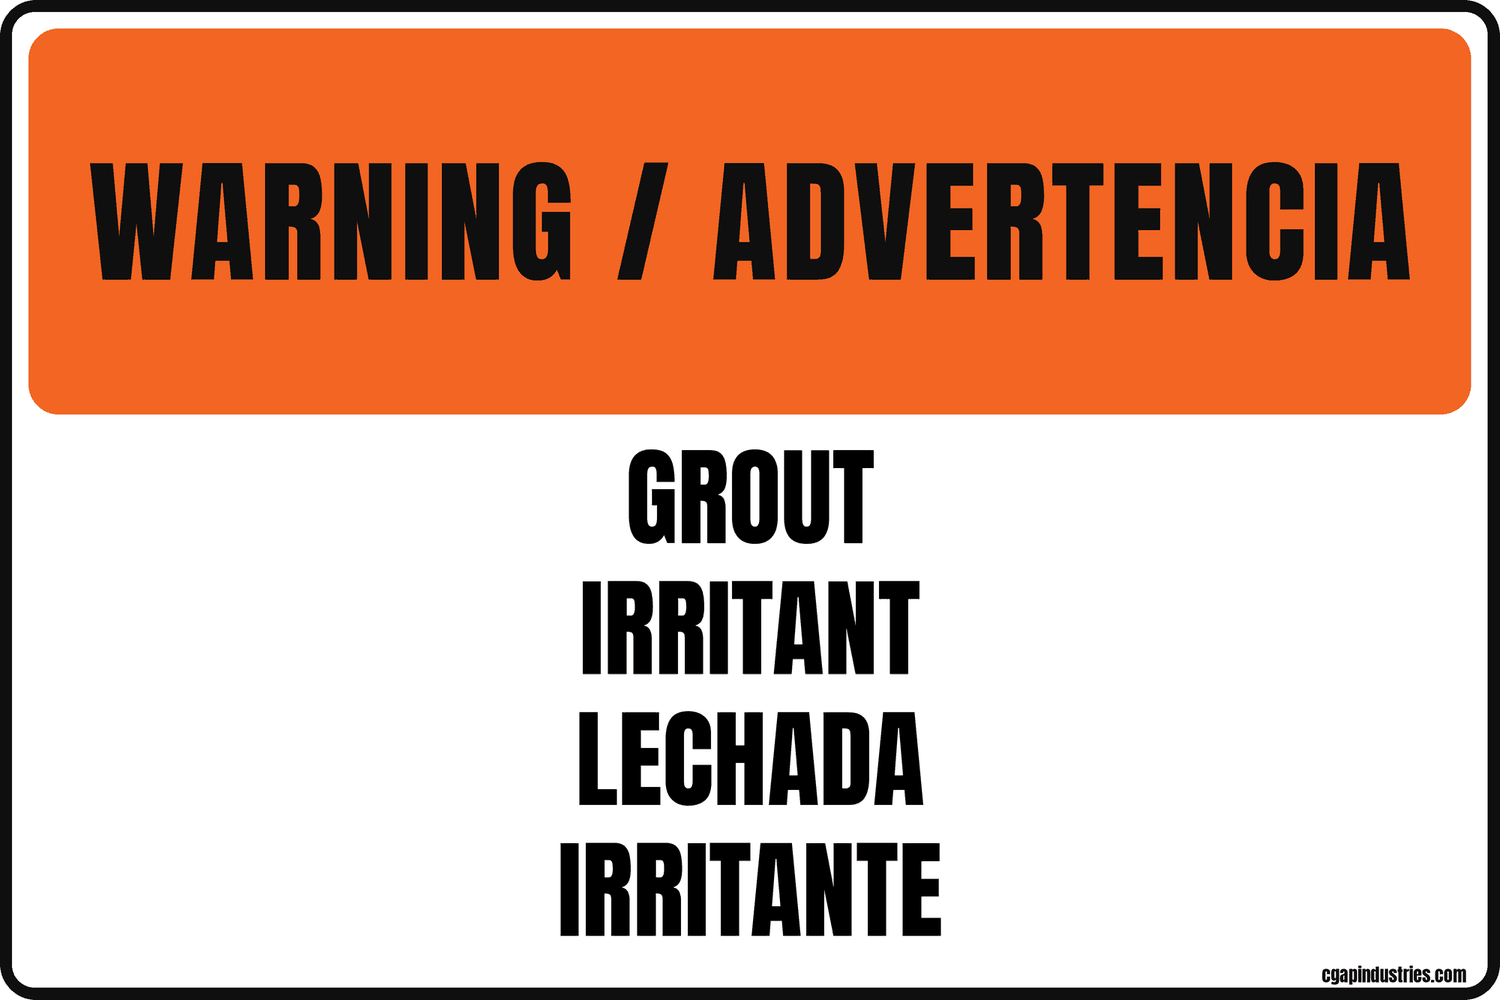 WARNING / ADVERTENCIA
GROUT
IRRITANT
LECHADA
IRRITANTE
cgapindustries.com